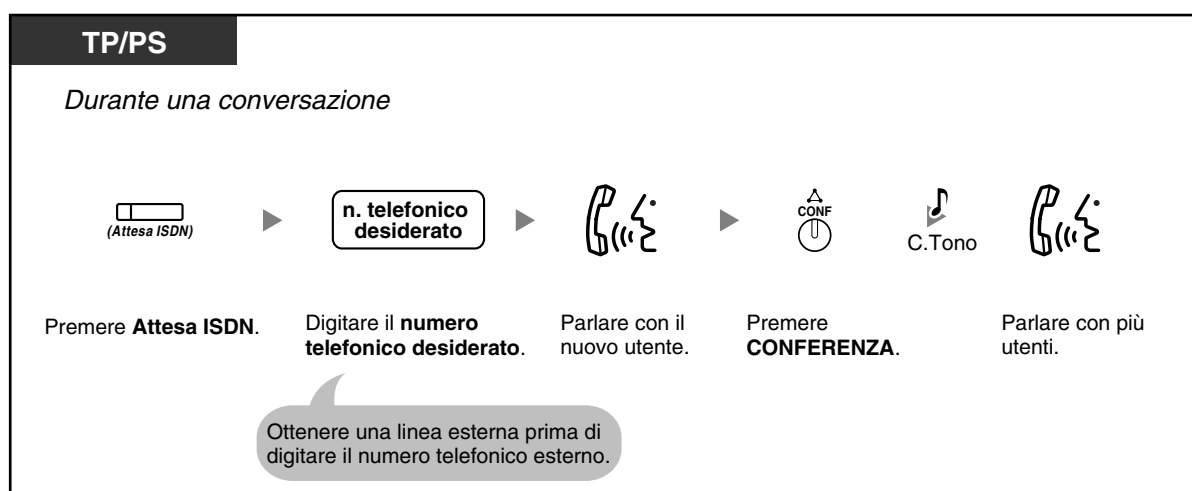 TP/PS
Durante una conversazione
(Attesa ISDN)
n. telefonico
desiderato
CONF
C.Tono
Premere Attesa ISDN.
Digitare il numero
telefonico desiderato.
Parlare con il
nuovo utente.
Premere
CONFERENZA.
Parlare con più
utenti.
Ottenere una linea esterna prima di
digitare il numero telefonico esterno.